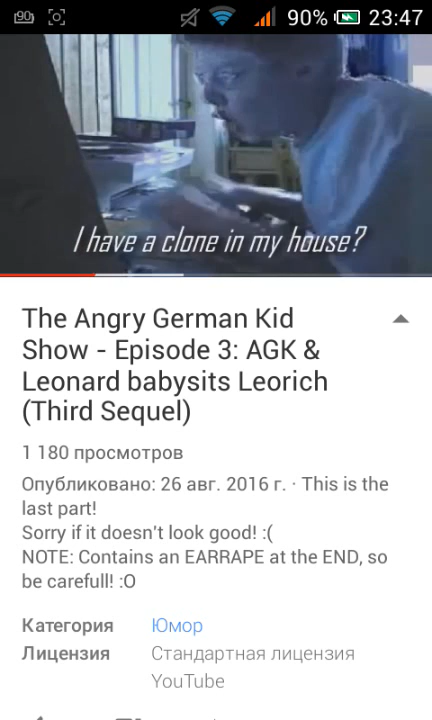 90
90% 23:47
I have a clone in my house?
The Angry German Kid
Show - Episode 3: AGK &
Leonard babysits Leorich
(Third Sequel)
1 180 просмотров
Опубликовано: 26 авг. 2016 г. · This is the
last part!
Sorry if it doesn't look good! :(
NOTE: Contains an EARRAPE at the END, so
be carefull! :O
Категория Юмор
Лицензия Стандартная лицензия
YouTube